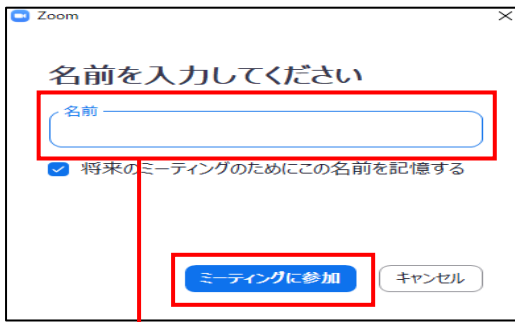 Zoom
名前を入力してください
名前
将来のミーティングのためにこの名前を記憶する
ミーティングに参加 キャンセル